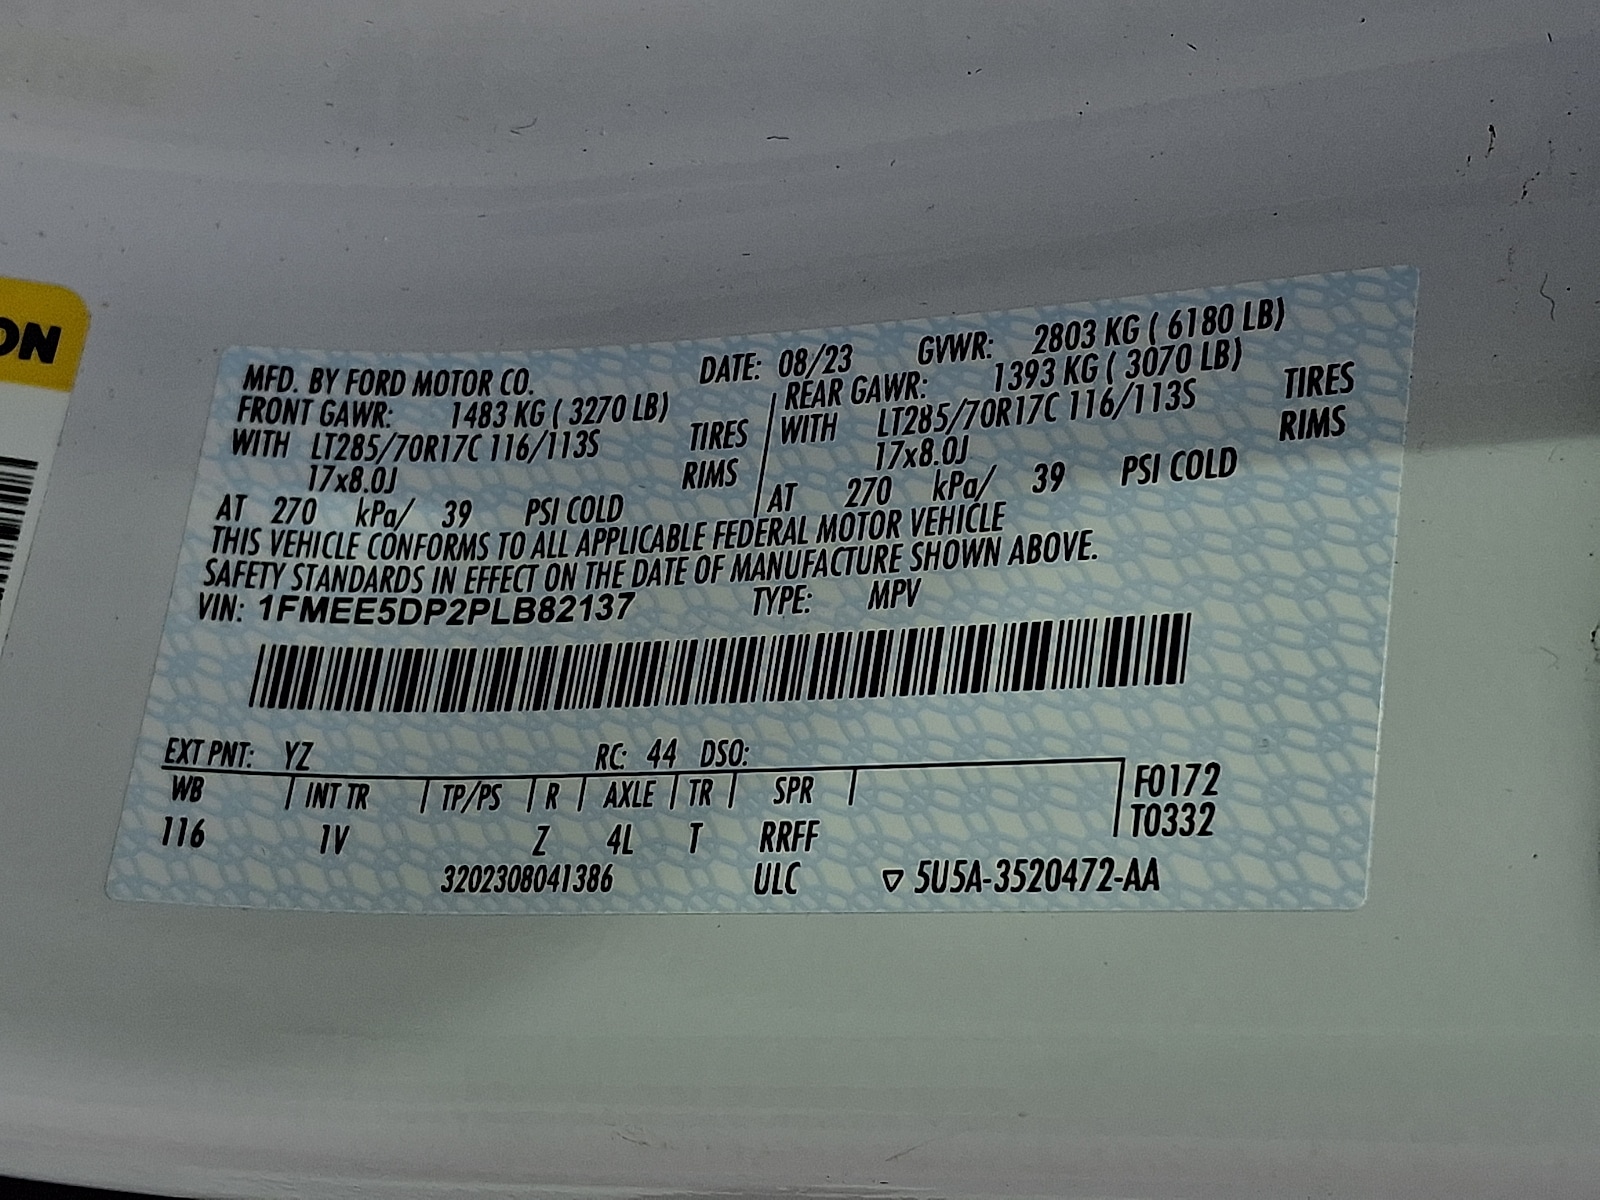 ON
MFD. BY FORD MOTOR CO. DATE: 08/23 GVWR: 2803 KG ( 6180 LB)
FRONT GAWR: 1483 KG ( 3270 LB) REAR GAWR: 1393 KG ( 3070 LB)
WITH LT285/70R17C 116/113S TIRES WITH LT285/70R17C 116/113S TIRES
17x8.0J RIMS 17x8.0J RIMS
AT 270 kPa/ 39 PSI COLD AT 270 kPa/ 39 PSI COLD
THIS VEHICLE CONFORMS TO ALL APPLICABLE FEDERAL MOTOR VEHICLE
SAFETY STANDARDS IN EFFECT ON THE DATE OF MANUFACTURE SHOWN ABOVE.
VIN: 1FMEE5DP2PLB82137 TYPE: MPV
EXT PNT: YZ RC: 44 DSO:
WB INT TR TP/PS R AXLE TR SPR F0172
116 1V Z 4L T RRFF T0332
3202308041386 ULC ▽ 5U5A-3520472-AA